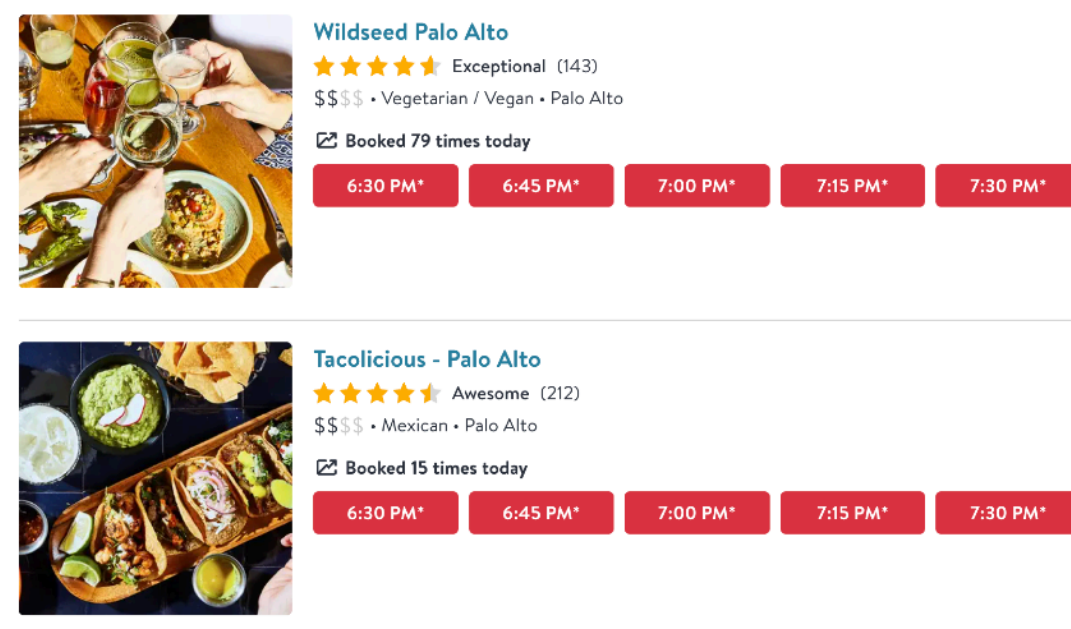 Wildseed Palo Alto
Exceptional (143)
$$$$ • Vegetarian / Vegan • Palo Alto
Booked 79 times today
6:30 PM* 6:45 PM* 7:00 PM* 7:15 PM* 7:30 PM*
Tacolicious - Palo Alto
Awesome (212)
$$$$ • Mexican • Palo Alto
Booked 15 times today
6:30 PM* 6:45 PM* 7:00 PM* 7:15 PM* 7:30 PM*